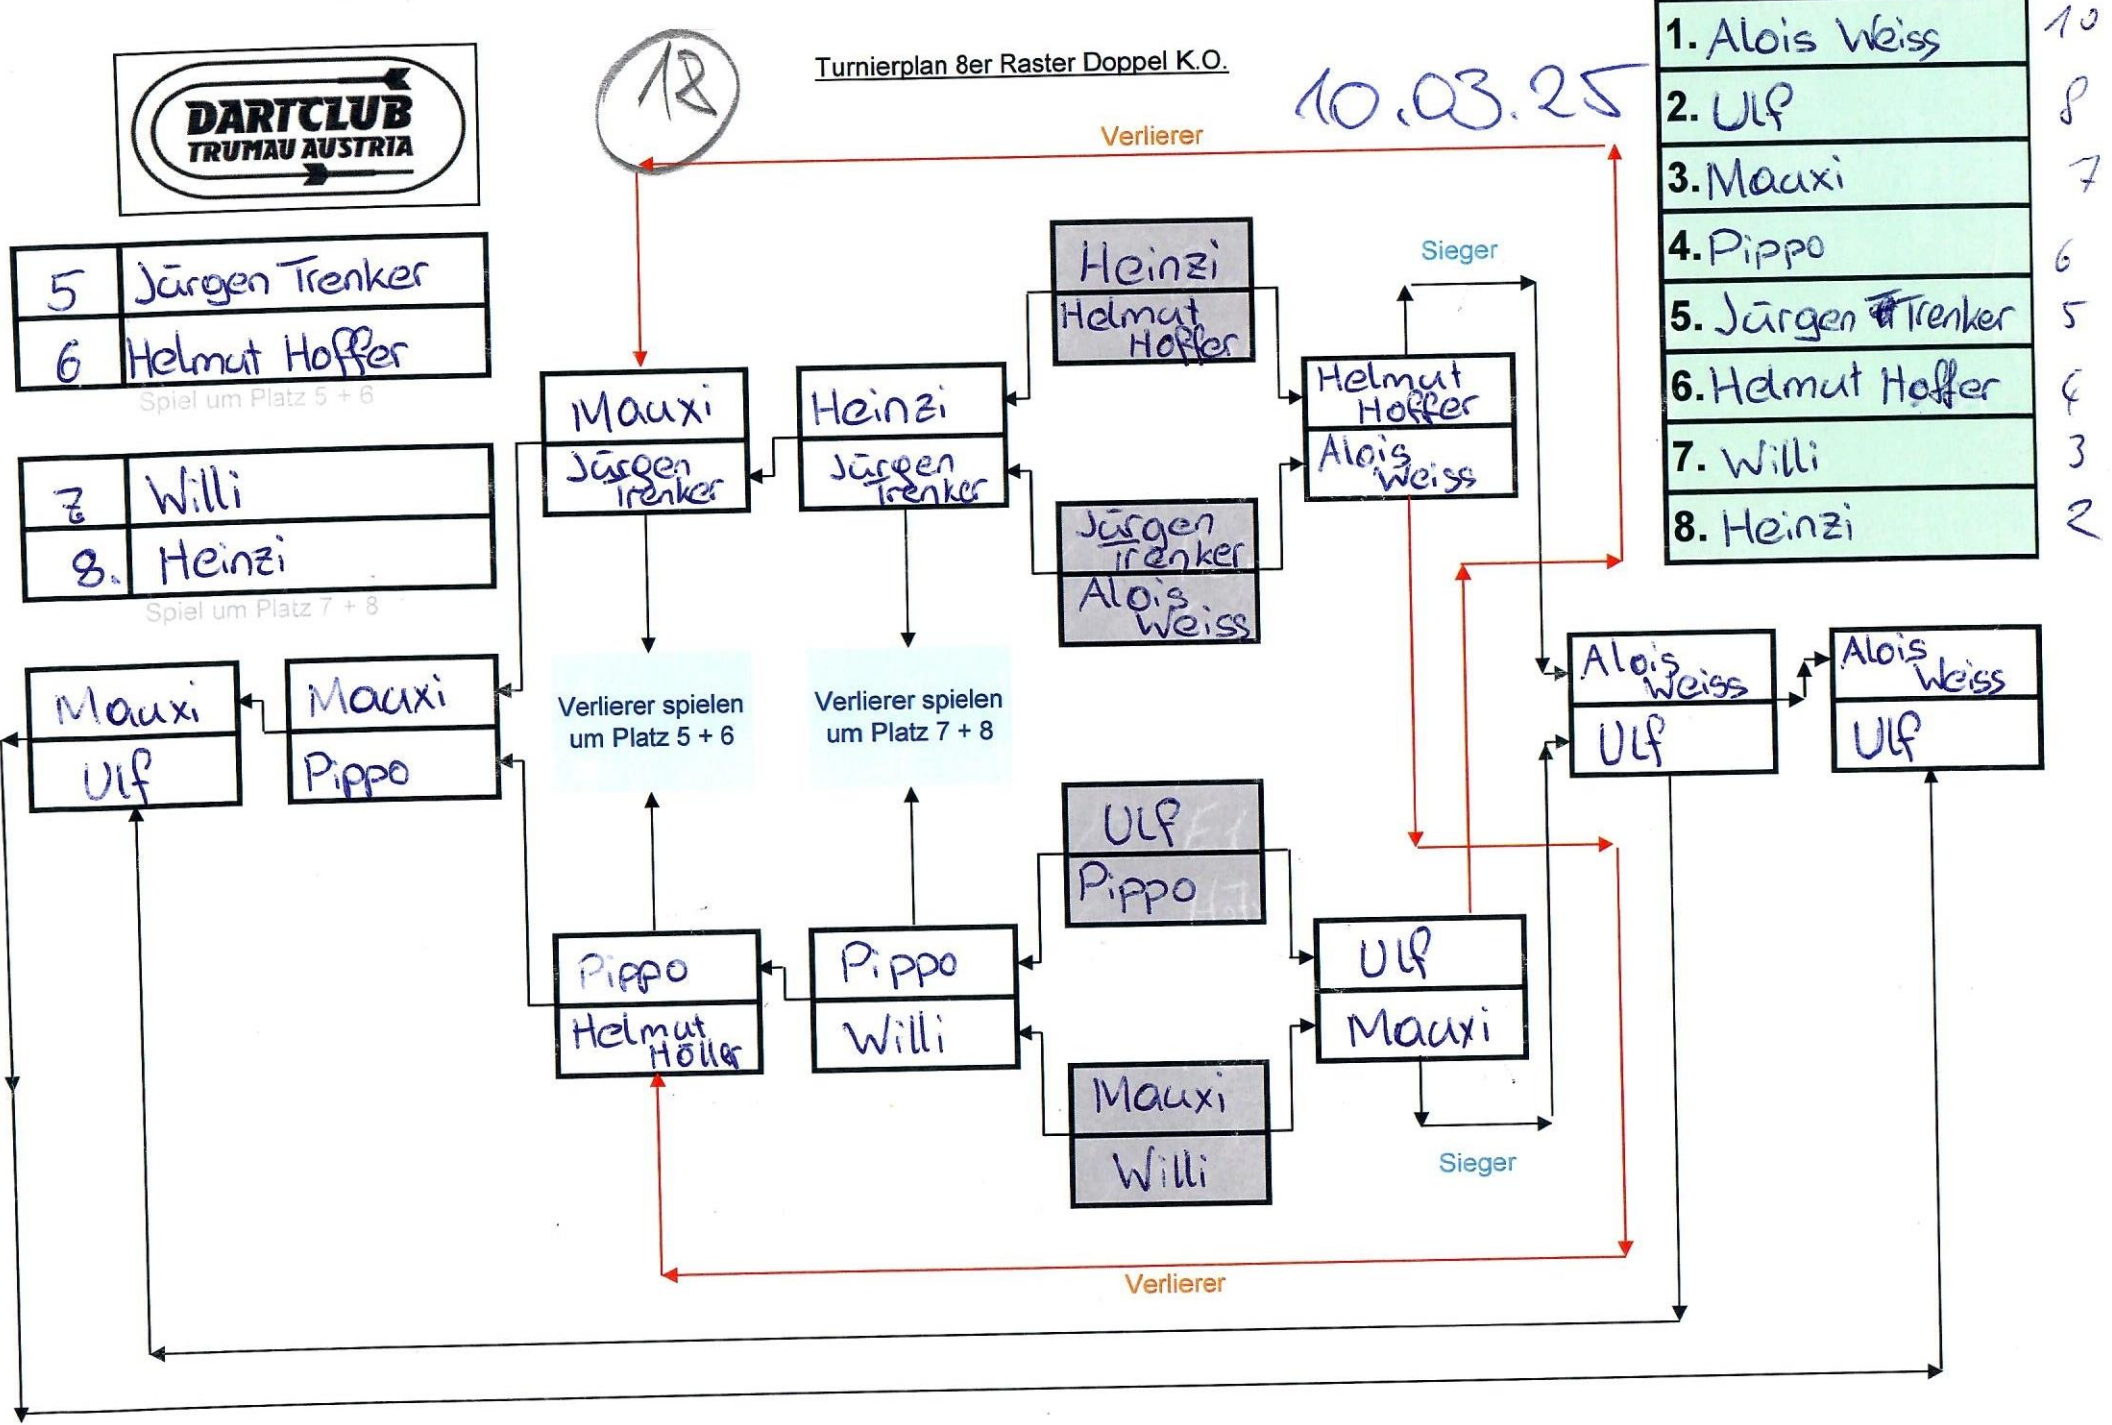 DARTCLUB
TRUMAU AUSTRIA
18
Turnierplan 8er Raster Doppel K.O.
10.03.25
1. Alois Weiss 10
2. Ulf 8
3. Mauxi 7
4. Pippo 6
5. Jürgen Trenker 5
6. Helmut Hoffer 4
7. Willi 3
8. Heinzi 2
Verlierer
5 Jürgen Trenker
6 Helmut Hoffer
Spiel um Platz 5 + 6
7 Willi
8. Heinzi
Spiel um Platz 7 + 8
Heinzi
Helmut
Hoffer
Sieger
Mauxi
Jürgen
Trenker
Heinzi
Jürgen
Trenker
Helmut
Hoffer
Alois
Weiss
Jürgen
Trenker
Alois
Weiss
Mauxi
Ulf
Mauxi
Pippo
Verlierer spielen
um Platz 5 + 6
Verlierer spielen
um Platz 7 + 8
Alois
Weiss
Ulf
Alois
Weiss
Ulf
Ulf
Pippo
Pippo
Helmut
Höller
Pippo
Willi
Ulf
Mauxi
Mauxi
Willi
Sieger
Verlierer